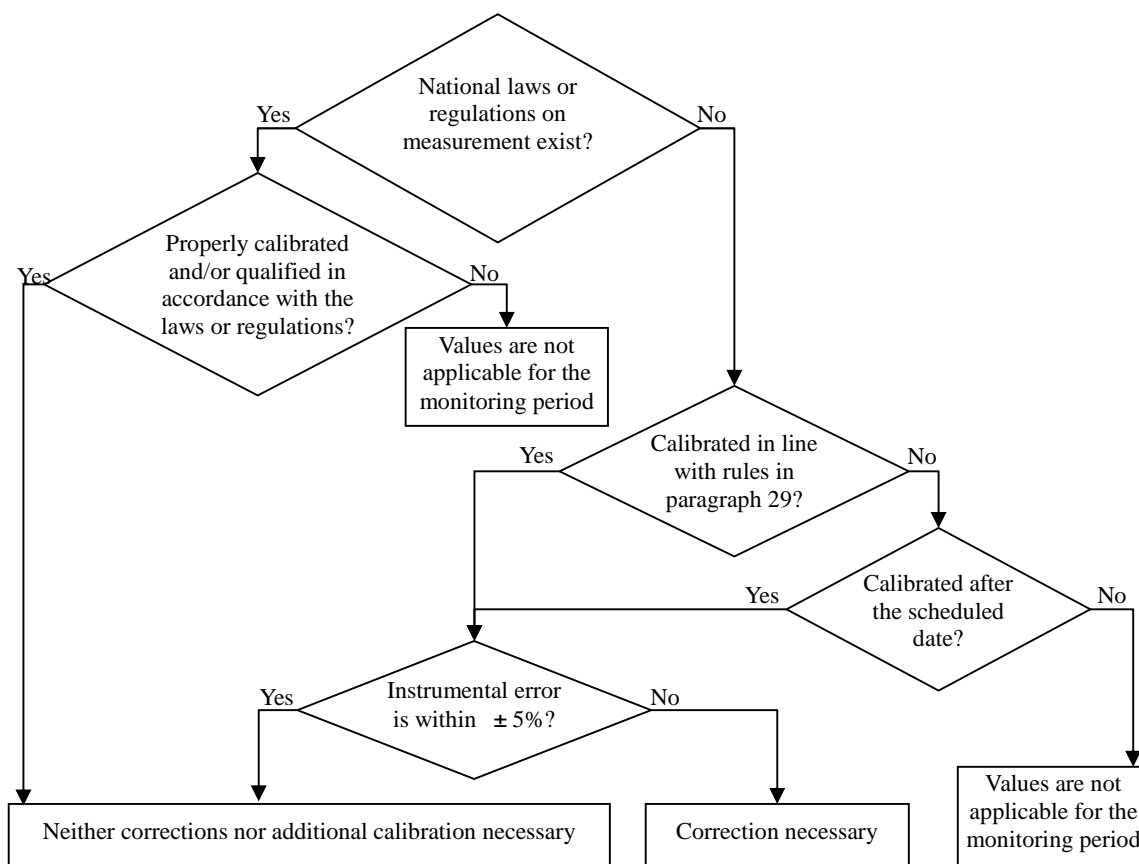 National laws or
regulations on
measurement exist?
Yes
No
Properly calibrated
and/or qualified in
accordance with the
laws or regulations?
Yes
No
Values are not
applicable for the
monitoring period
Calibrated in line
with rules in
paragraph 29?
Yes
No
Calibrated after
the scheduled
date?
Yes
No
Instrumental error
is within ± 5%?
Yes
No
Neither corrections nor additional calibration necessary
Correction necessary
Values are not
applicable for the
monitoring period